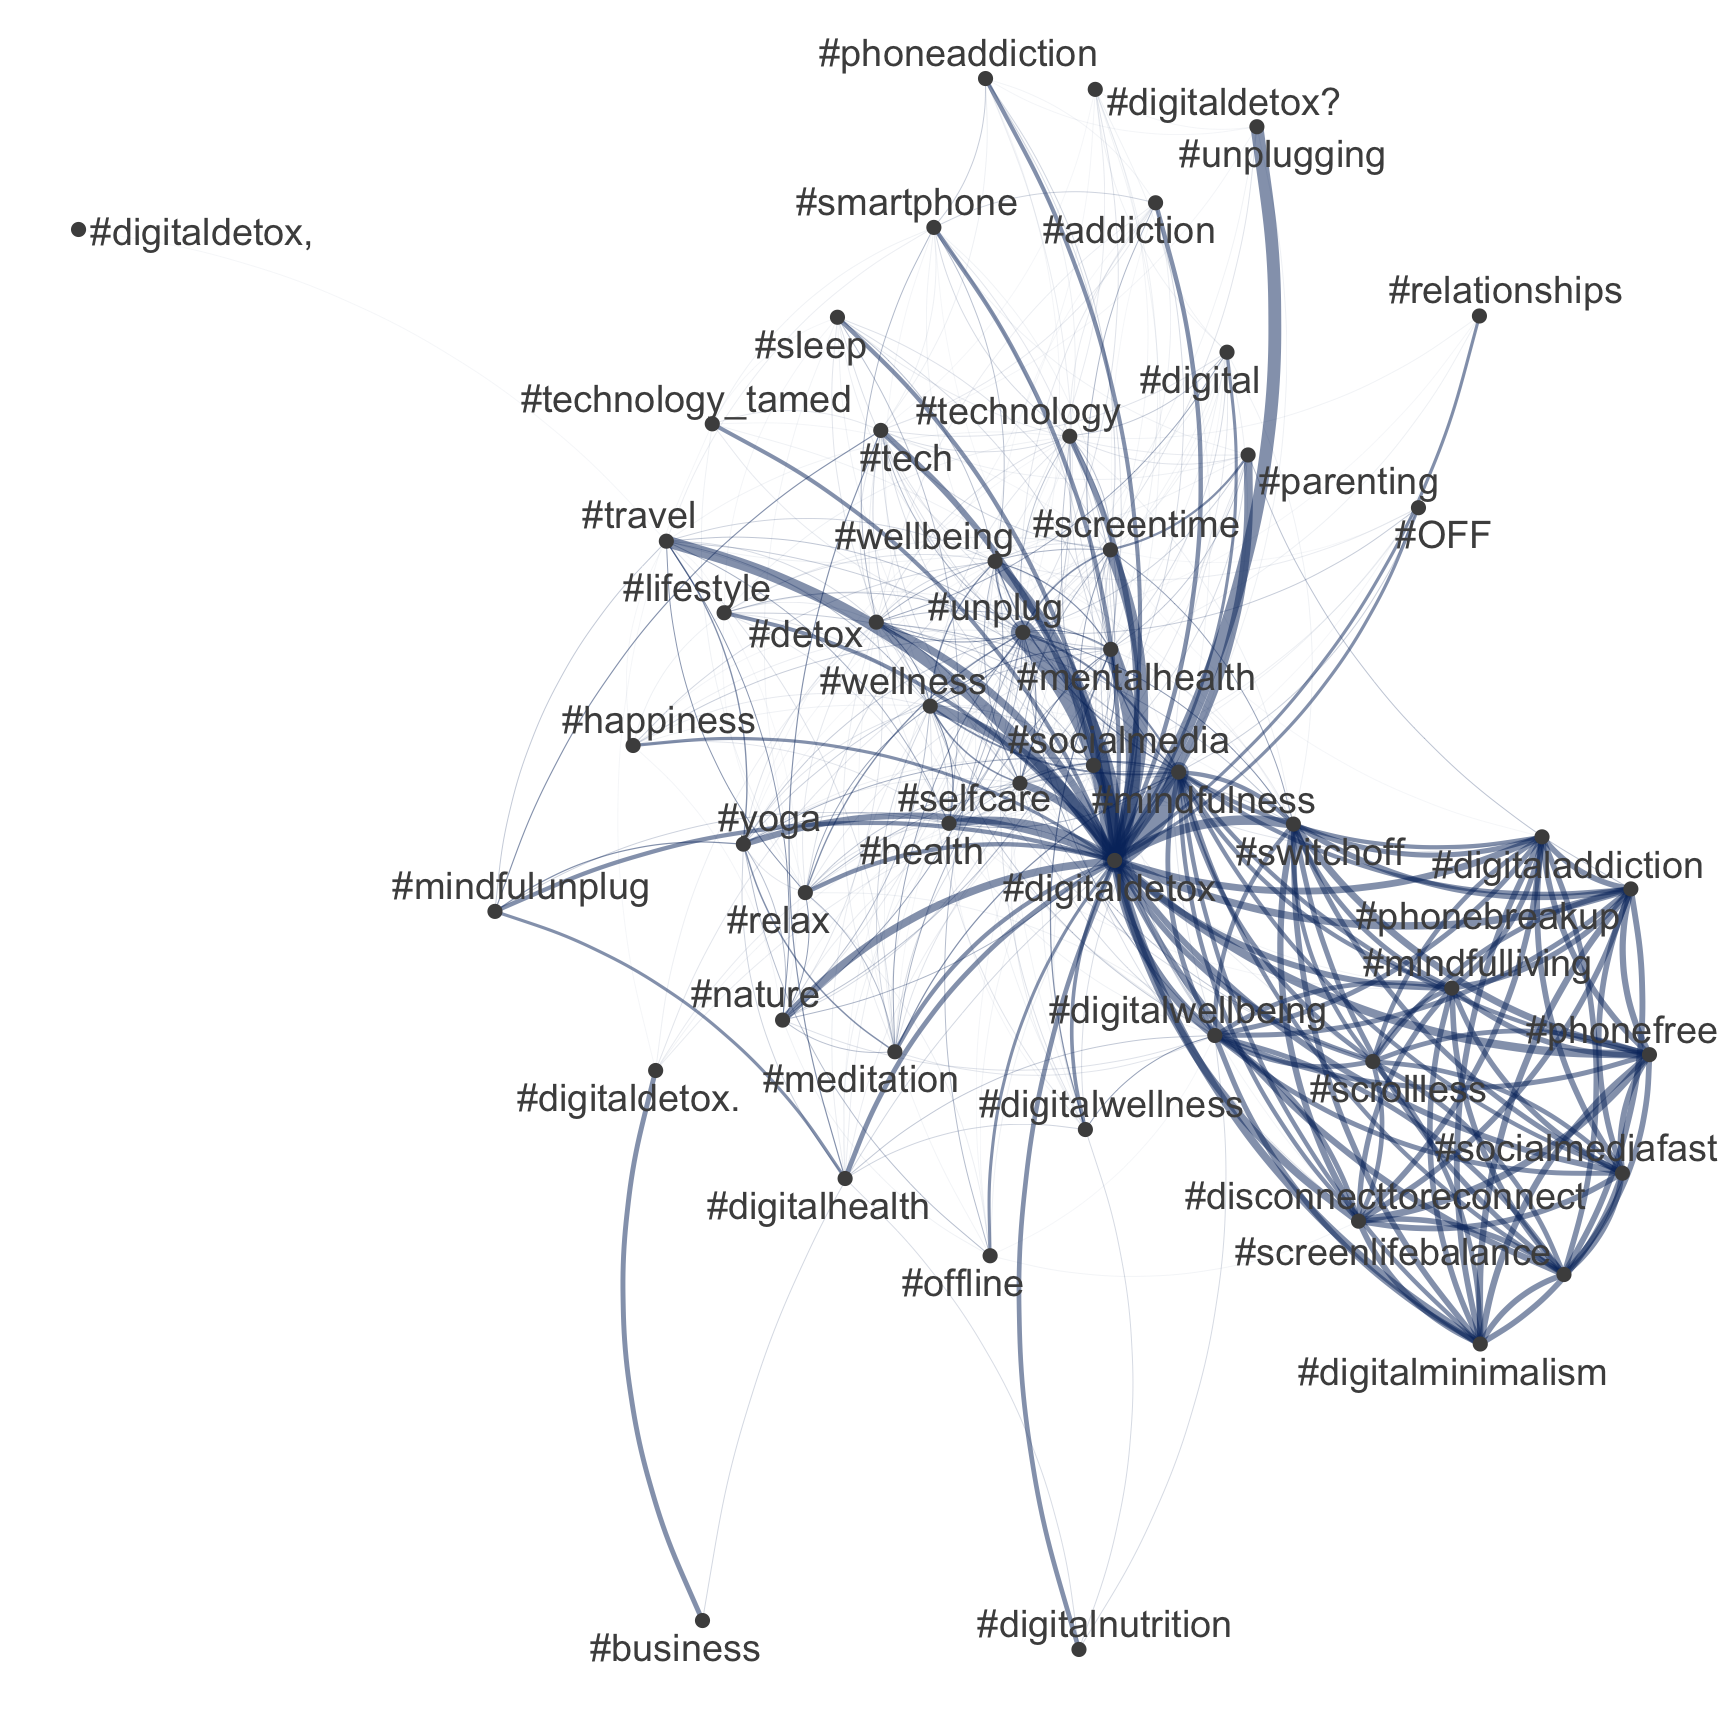 #phoneaddiction
#digitaldetox?
#unplugging
#smartphone
#addiction
#digitaldetox,
#relationships
#sleep
#digital
#technology_tamed
#technology
#tech
#parenting
#travel
#screentime
#wellbeing
#OFF
#lifestyle
#unplug
#detox
#wellness
#mentalhealth
#happiness
#socialmedia
#selfcare
#mindfulness
#yoga
#health
#switchoff
#digitaladdiction
#mindfulunplug
#digitaldetox
#relax
#phonebreakup
#mindfulliving
#nature
#digitalwellbeing
#phonefree
#meditation
#scrollless
#digitaldetox.
#digitalwellness
#socialmediafast
#disconnecttoreconnect
#digitalhealth
#screenlifebalance
#offline
#digitalminimalism
#digitalnutrition
#business